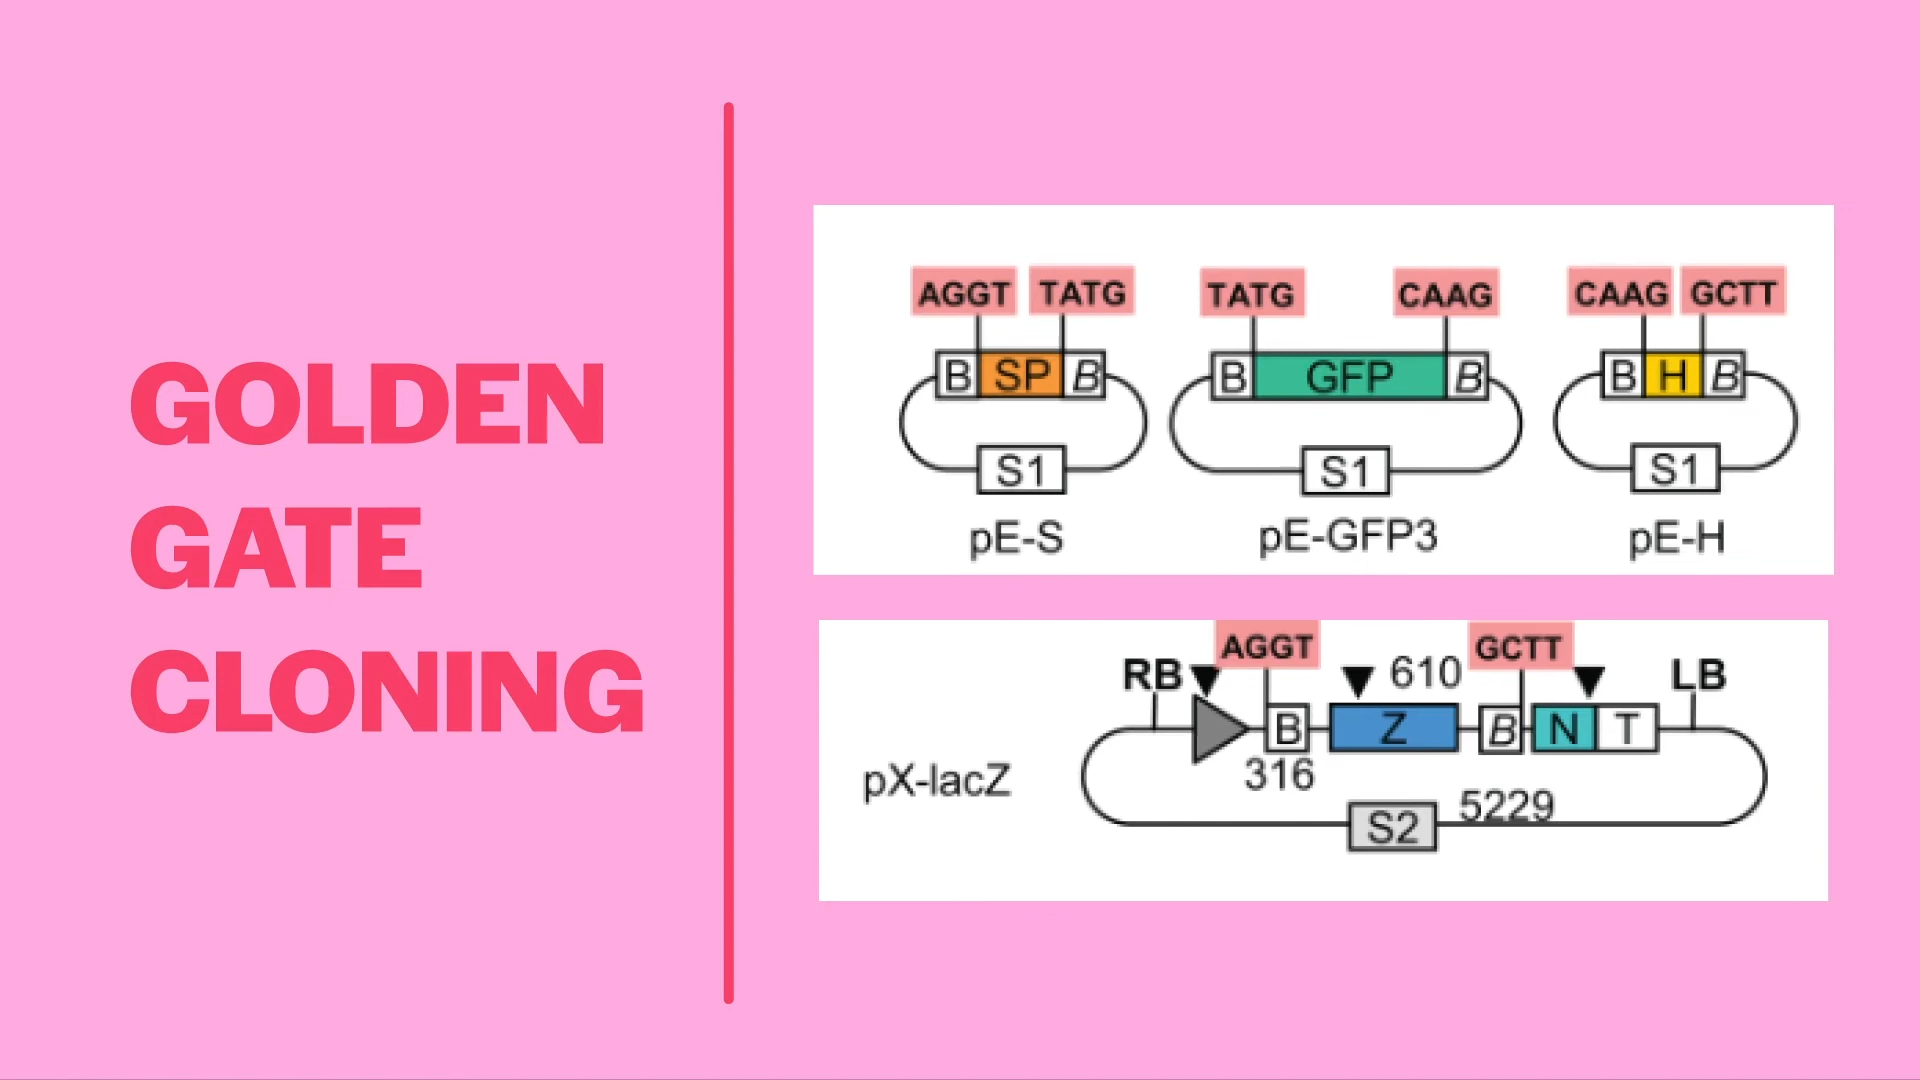 GOLDEN
GATE
CLONING
AGGT TATG TATG CAAG CAAG GCTT
B SP B B GFP B B H B
S1 S1 S1
pE-S pE-GFP3 pE-H
AGGT GCTT
RB 610 LB
B Z B N T
316
pX-lacZ
S2 5229